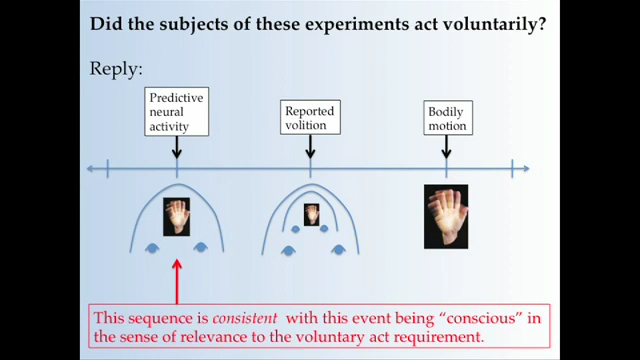 Did the subjects of these experiments act voluntarily?
Reply:
Predictive
neural
activity
Reported
volition
Bodily
motion
This sequence is consistent with this event being “conscious” in
the sense of relevance to the voluntary act requirement.